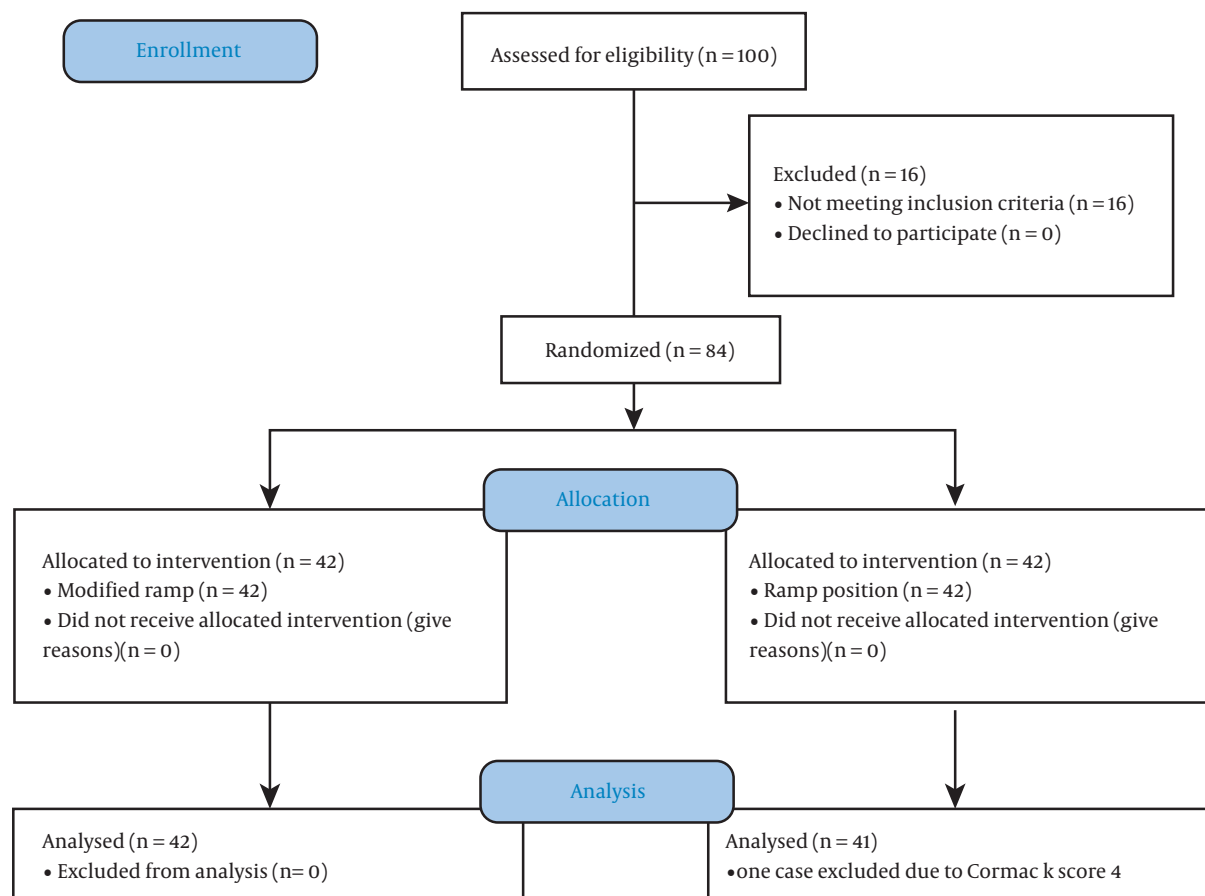 Enrollment
Assessed for eligibility (n = 100)
Excluded (n = 16)
• Not meeting inclusion criteria (n = 16)
• Declined to participate (n = 0)
Randomized (n = 84)
Allocation
Allocated to intervention (n = 42)
• Modified ramp (n = 42)
• Did not receive allocated intervention (give
reasons)(n = 0)
Allocated to intervention (n = 42)
• Ramp position (n = 42)
• Did not receive allocated intervention (give
reasons)(n = 0)
Analysis
Analysed (n = 42)
• Excluded from analysis (n= 0)
Analysed (n = 41)
•one case excluded due to Cormac k score 4